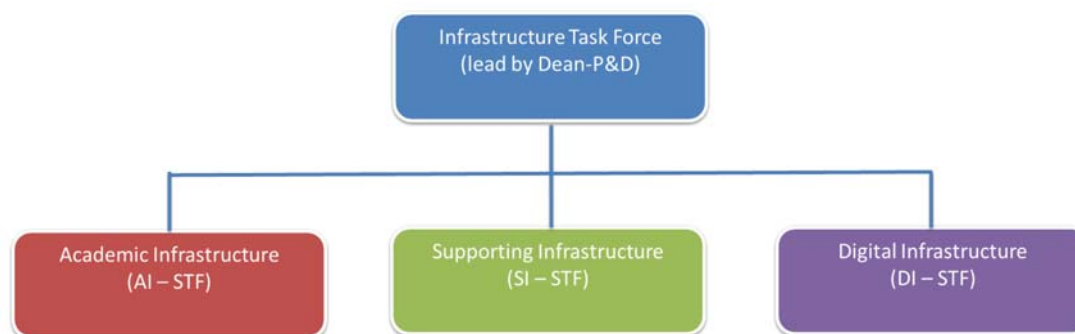 Infrastructure Task Force
(lead by Dean-P&D)
Academic Infrastructure
(AI – STF)
Supporting Infrastructure
(SI – STF)
Digital Infrastructure
(DI – STF)